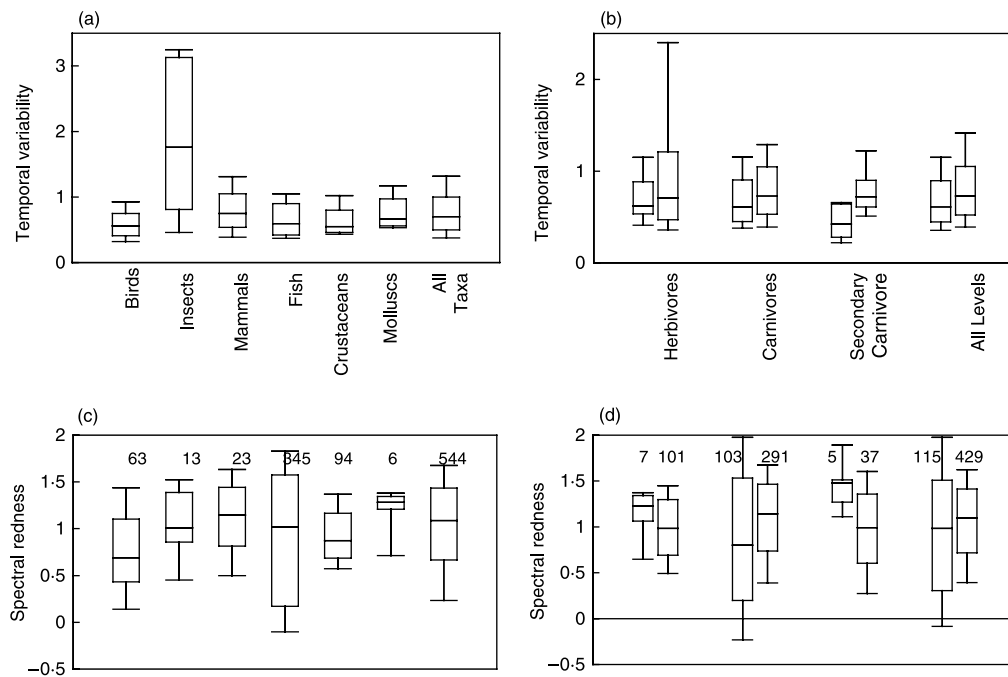 (a)
Temporal variability
3
2
1
0
Birds
Insects
Mammals
Fish
Crustaceans
Molluscs
All
Taxa
(b)
Temporal variability
2
1
0
Herbivores
Carnivores
Secondary
Carnivore
All Levels
(c)
Spectral redness
2
1·5
1
0·5
0
−0·5
63 13 23 345 94 6 544
(d)
Spectral redness
2
1·5
1
0·5
0
−0·5
7 101 103 291 5 37 115 429